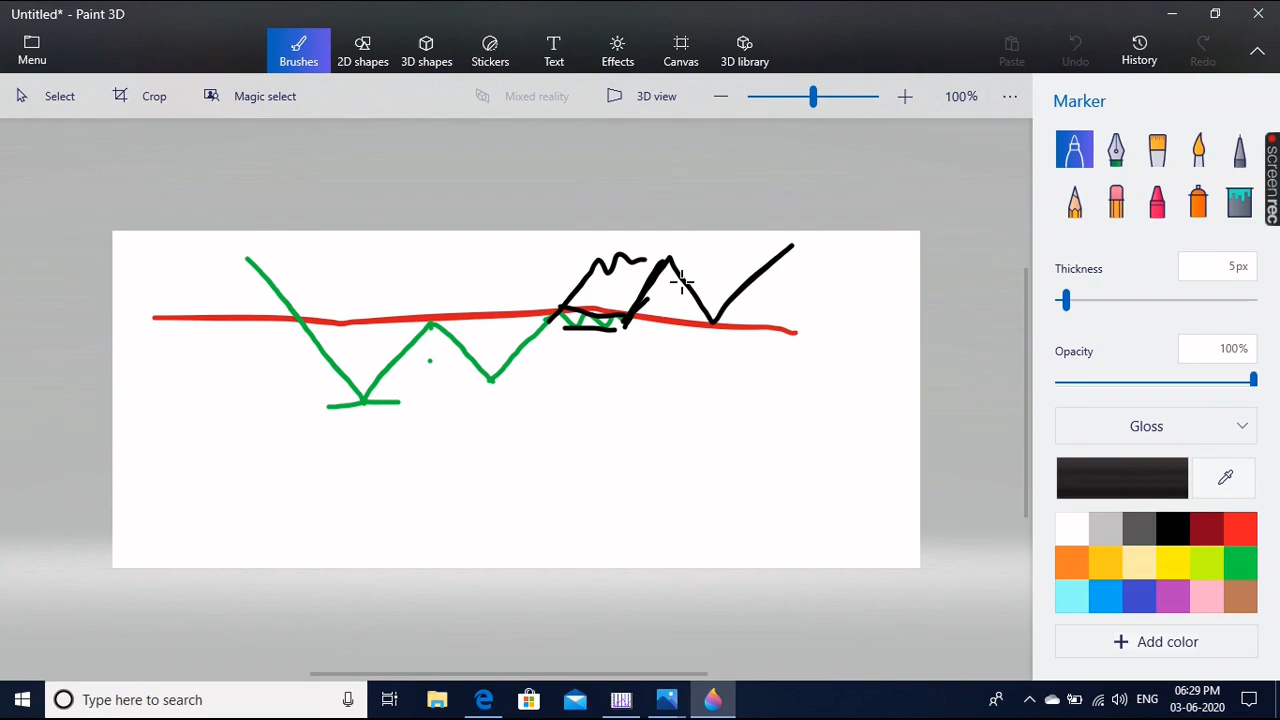 Untitled* - Paint 3D
Menu
Brushes
2D shapes
3D shapes
Stickers
Text
Effects
Canvas
3D library
Paste
Undo
History
Redo
Select
Crop
Magic select
Mixed reality
3D view
100%
Marker
Thickness
5px
Opacity
100%
Gloss
Add color
screenrec
Type here to search
ENG
06:29 PM
03-06-2020